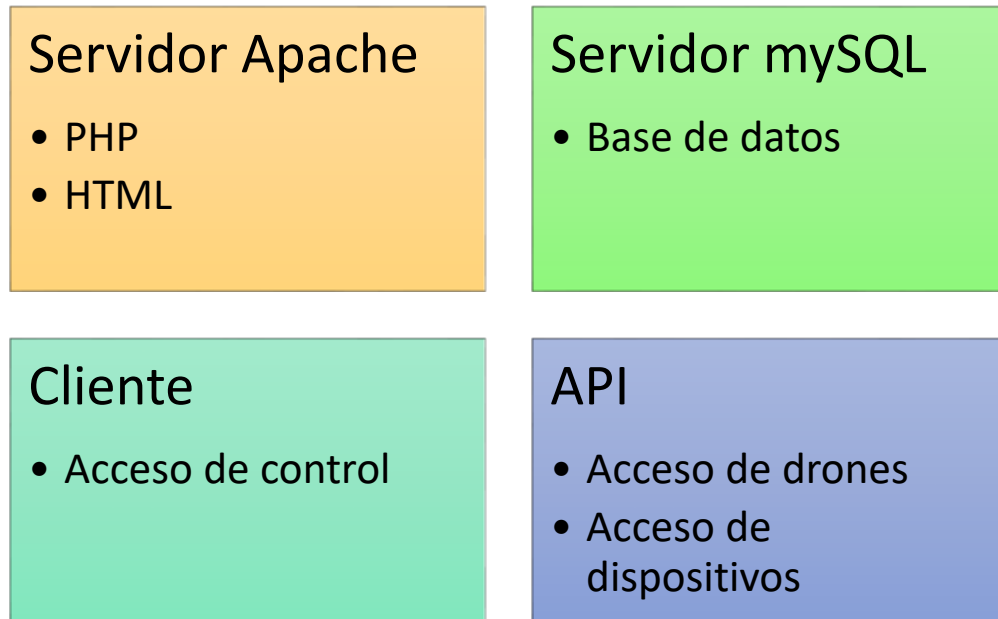 Servidor Apache
• PHP
• HTML
Servidor mySQL
• Base de datos
Cliente
• Acceso de control
API
• Acceso de drones
• Acceso de
dispositivos